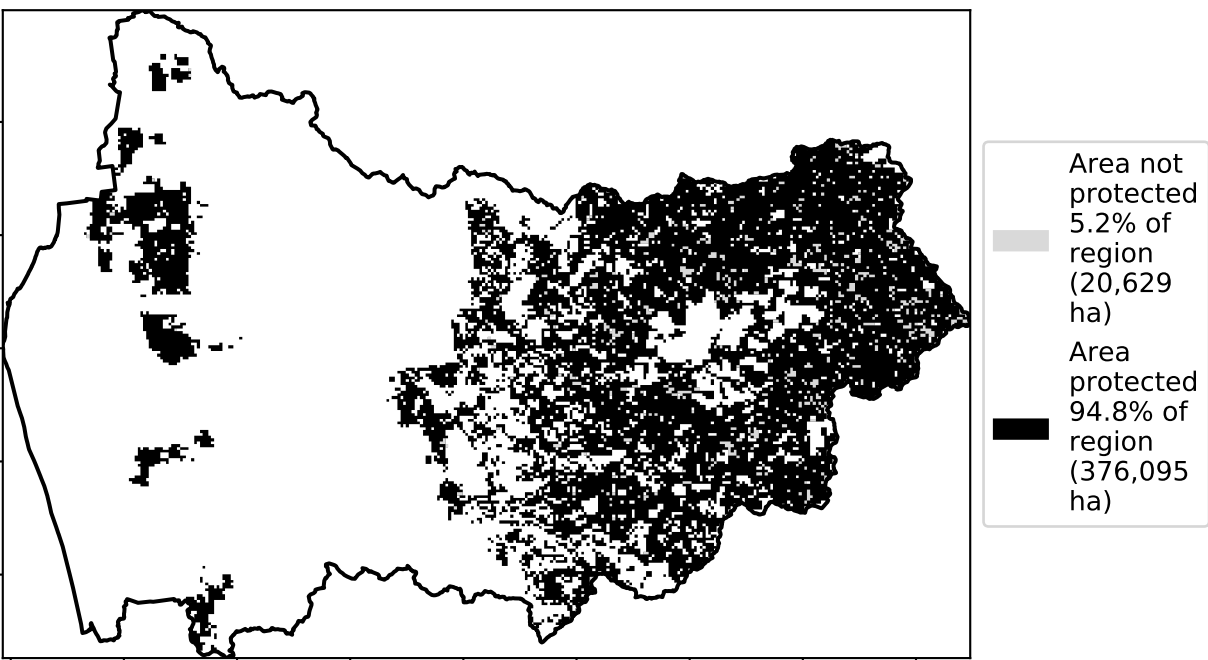 Area not
protected
5.2% of
region
(20,629
ha)
Area
protected
94.8% of
region
(376,095
ha)